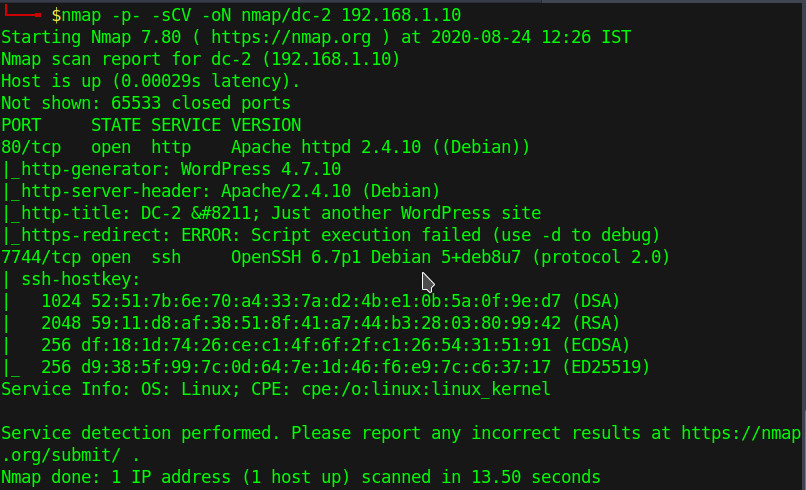 $nmap -p- -sCV -oN nmap/dc-2 192.168.1.10
Starting Nmap 7.80 ( https://nmap.org ) at 2020-08-24 12:26 IST
Nmap scan report for dc-2 (192.168.1.10)
Host is up (0.00029s latency).
Not shown: 65533 closed ports
PORT     STATE SERVICE VERSION
80/tcp   open  http    Apache httpd 2.4.10 ((Debian))
|_http-generator: WordPress 4.7.10
|_http-server-header: Apache/2.4.10 (Debian)
|_http-title: DC-2 &#8211; Just another WordPress site
|_https-redirect: ERROR: Script execution failed (use -d to debug)
7744/tcp open  ssh     OpenSSH 6.7p1 Debian 5+deb8u7 (protocol 2.0)
| ssh-hostkey:
|   1024 52:51:7b:6e:70:a4:33:7a:d2:4b:e1:0b:5a:0f:9e:d7 (DSA)
|   2048 59:11:d8:af:38:51:8f:41:a7:44:b3:28:03:80:99:42 (RSA)
|   256 df:18:1d:74:26:ce:c1:4f:6f:2f:c1:26:54:31:51:91 (ECDSA)
|_  256 d9:38:5f:99:7c:0d:64:7e:1d:46:f6:e9:7c:c6:37:17 (ED25519)
Service Info: OS: Linux; CPE: cpe:/o:linux:linux_kernel
Service detection performed. Please report any incorrect results at https://nmap
.org/submit/ .
Nmap done: 1 IP address (1 host up) scanned in 13.50 seconds